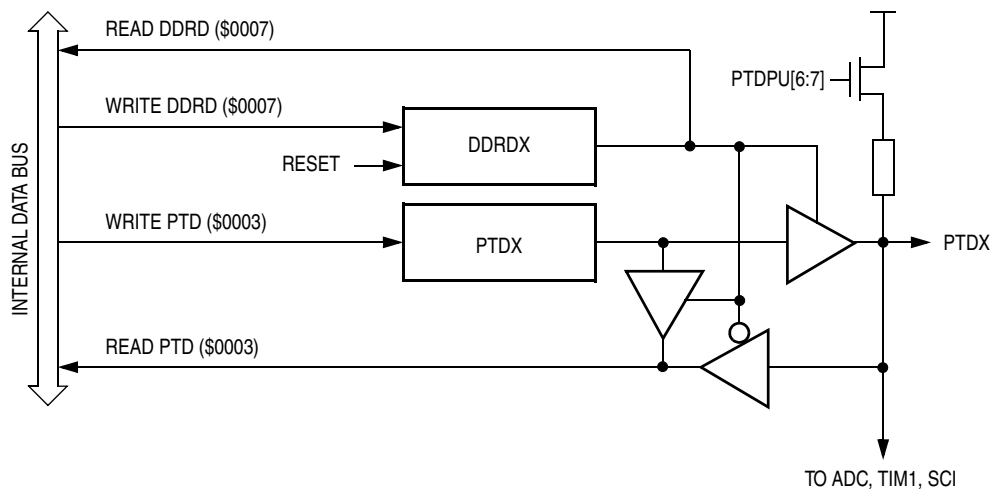 READ DDRD ($0007)
PTDPU[6:7]
WRITE DDRD ($0007)
DDRDX
RESET
INTERNAL DATA BUS
WRITE PTD ($0003)
PTDX
PTDX
READ PTD ($0003)
TO ADC, TIM1, SCI